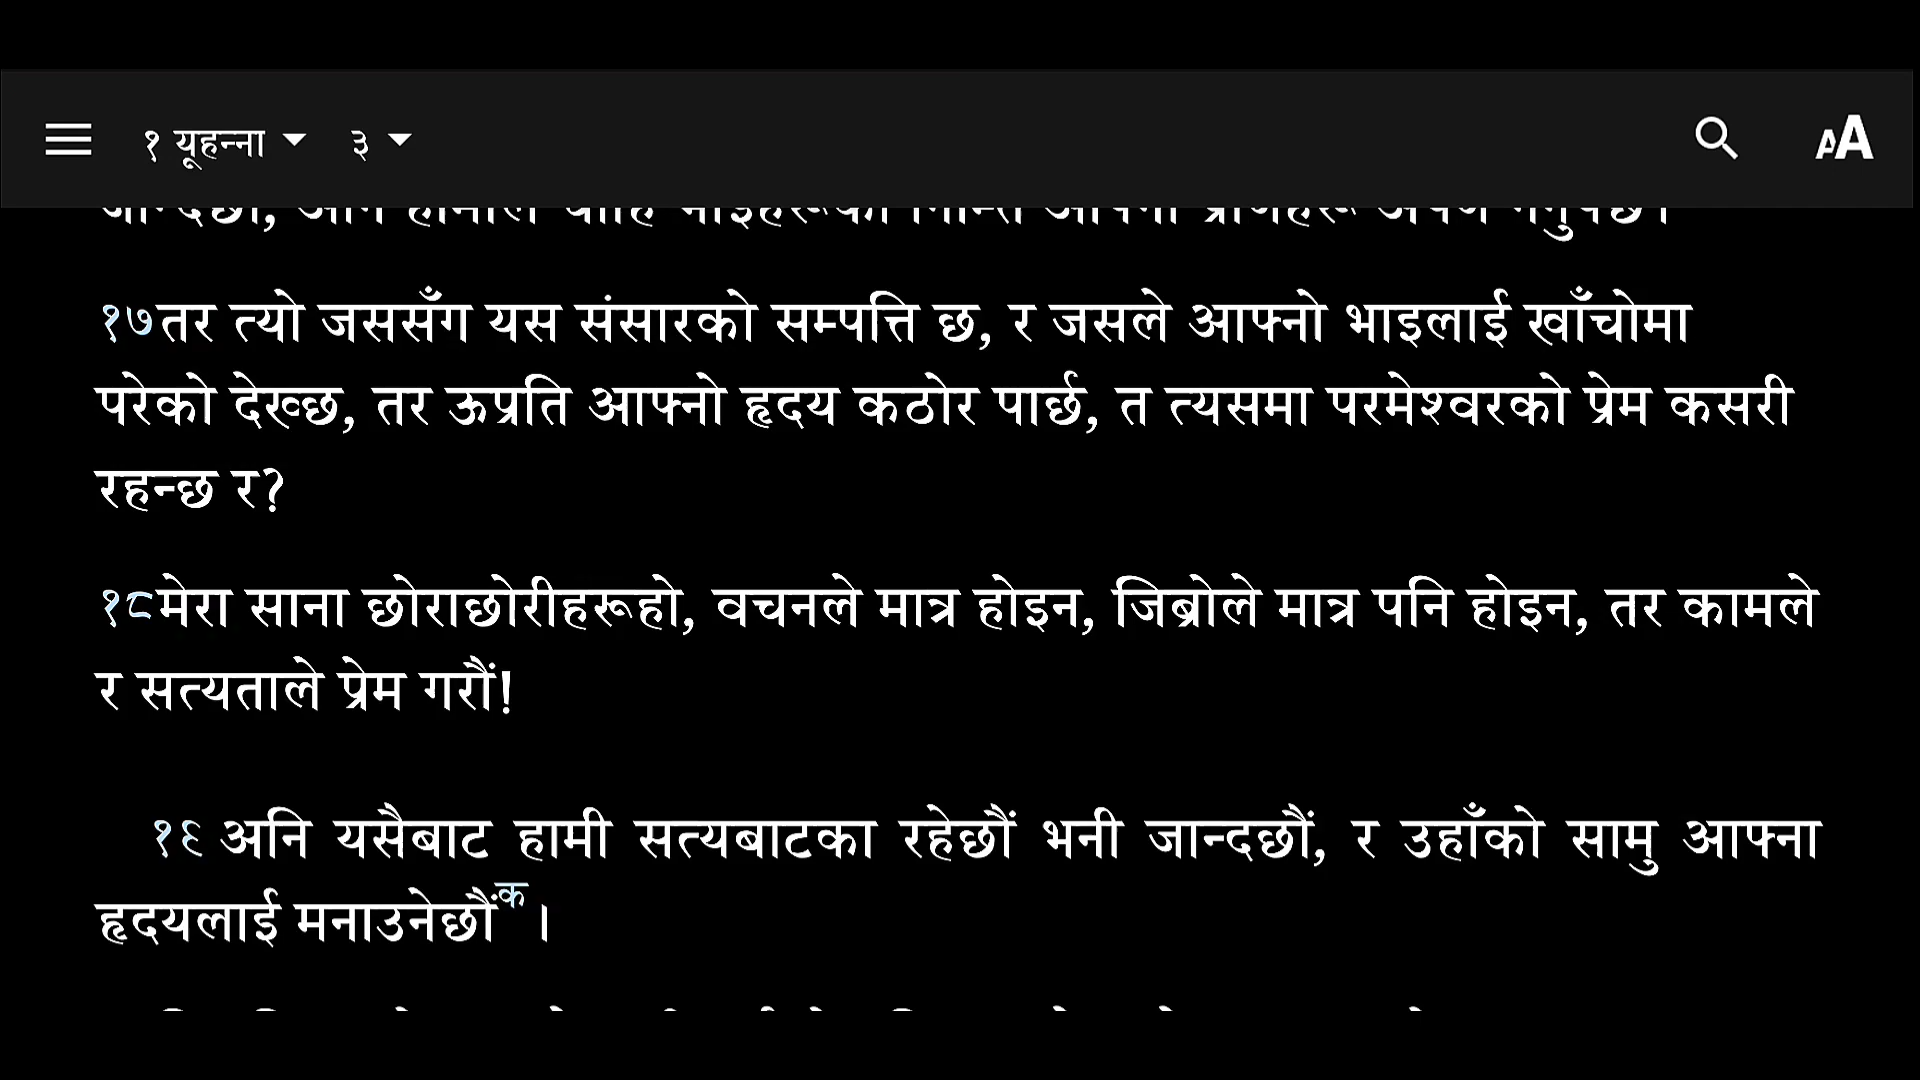 १ यूहन्ना ३
AA
१७तर त्यो जससँग यस संसारको सम्पत्ति छ, र जसले आफ्नो भाइलाई खाँचोमा
परेको देख्छ, तर ऊप्रति आफ्नो हृदय कठोर पार्छ, त त्यसमा परमेश्वरको प्रेम कसरी
रहन्छ र?
१८मेरा साना छोराछोरीहरूहो, वचनले मात्र होइन, जिब्रोले मात्र पनि होइन, तर कामले
र सत्यताले प्रेम गरौं!
१९ अनि यसैबाट हामी सत्यबाटका रहेछौं भनी जान्दछौं, र उहाँको सामु आफ्ना
हृदयलाई मनाउनेछौंक ।